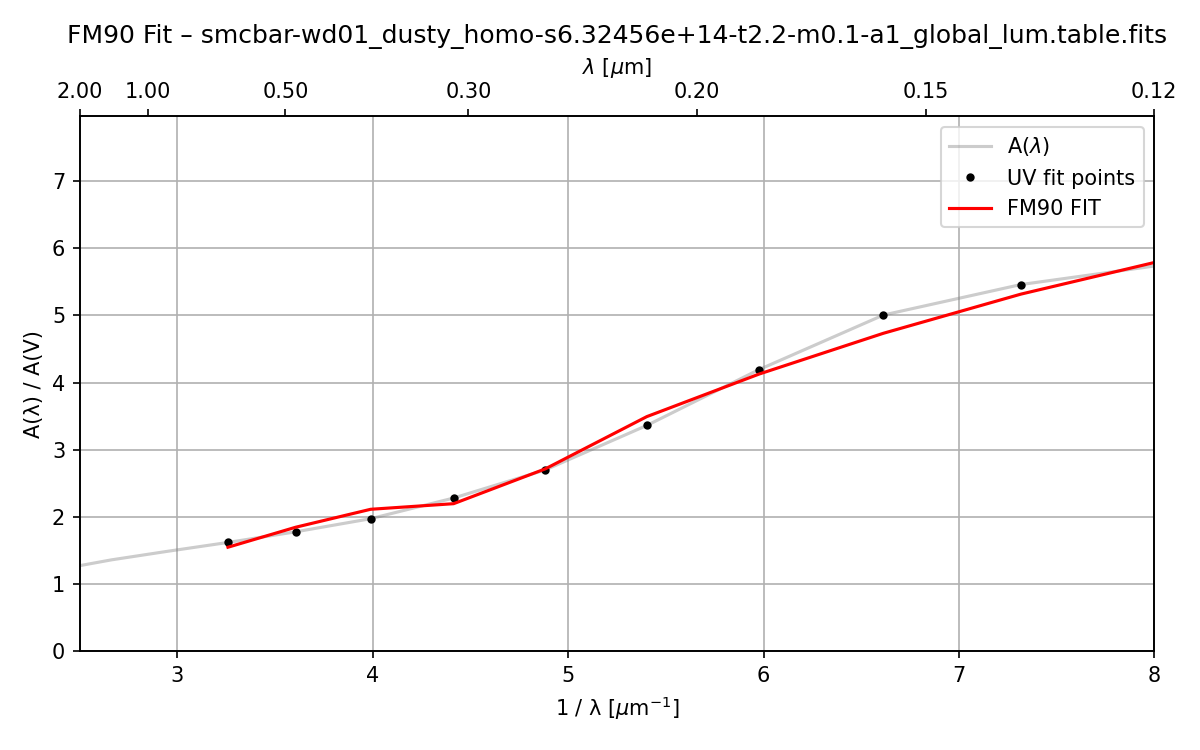 FM90 Fit – smcbar-wd01_dusty_homo-s6.32456e+14-t2.2-m0.1-a1_global_lum.table.fits
λ [μm]
2.00 1.00 0.50 0.30 0.20 0.15 0.12
A(λ)
UV fit points
FM90 FIT
A(λ) / A(V)
7
6
5
4
3
2
1
0
3 4 5 6 7 8
1 / λ [μm⁻¹]